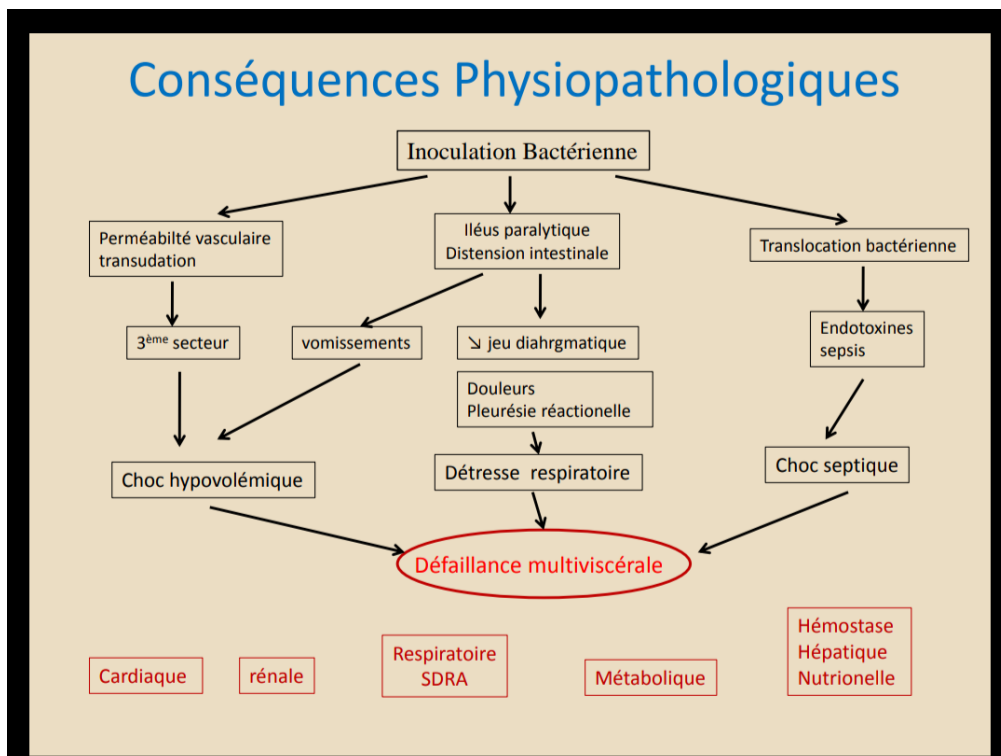 Conséquences Physiopathologiques
Inoculation Bactérienne
Perméabilté vasculaire
transudation
Iléus paralytique
Distension intestinale
Translocation bactérienne
3ème secteur
vomissements
↘ jeu diahrgmatique
Endotoxines
sepsis
Douleurs
Pleurésie réactionelle
Choc hypovolémique
Détresse respiratoire
Choc septique
Défaillance multiviscérale
Cardiaque
rénale
Respiratoire
SDRA
Métabolique
Hémostase
Hépatique
Nutrionelle